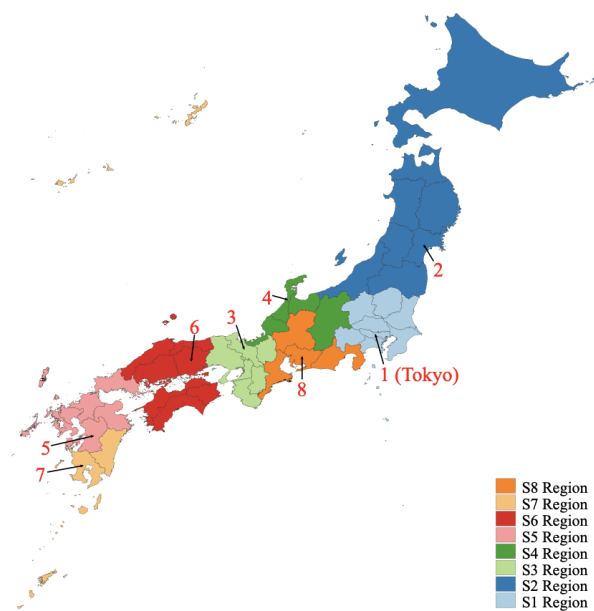 2
4
3
6
1 (Tokyo)
8
5
7
S8 Region
S7 Region
S6 Region
S5 Region
S4 Region
S3 Region
S2 Region
S1 Region